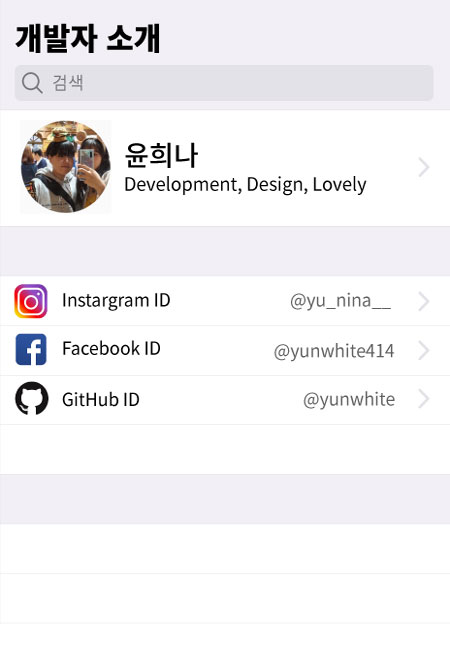 개발자 소개
검색
윤희나
Development, Design, Lovely
Instargram ID @yu_nina__
Facebook ID @yunwhite414
GitHub ID @yunwhite